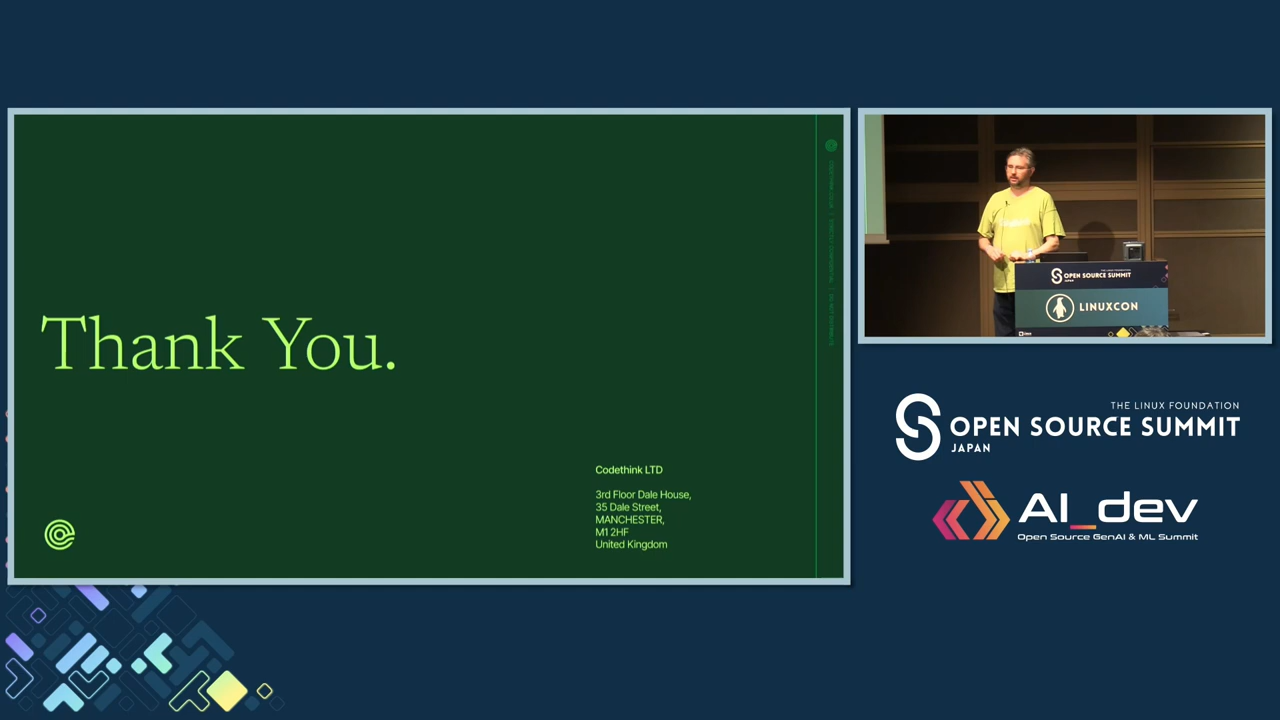 Thank You.
Codethink LTD
3rd Floor Dale House,
35 Dale Street,
MANCHESTER,
M1 2HF
United Kingdom
OPEN SOURCE SUMMIT
JAPAN
LINUXCON
THE LINUX FOUNDATION
OPEN SOURCE SUMMIT
JAPAN
AI_dev
Open Source GenAI & ML Summit